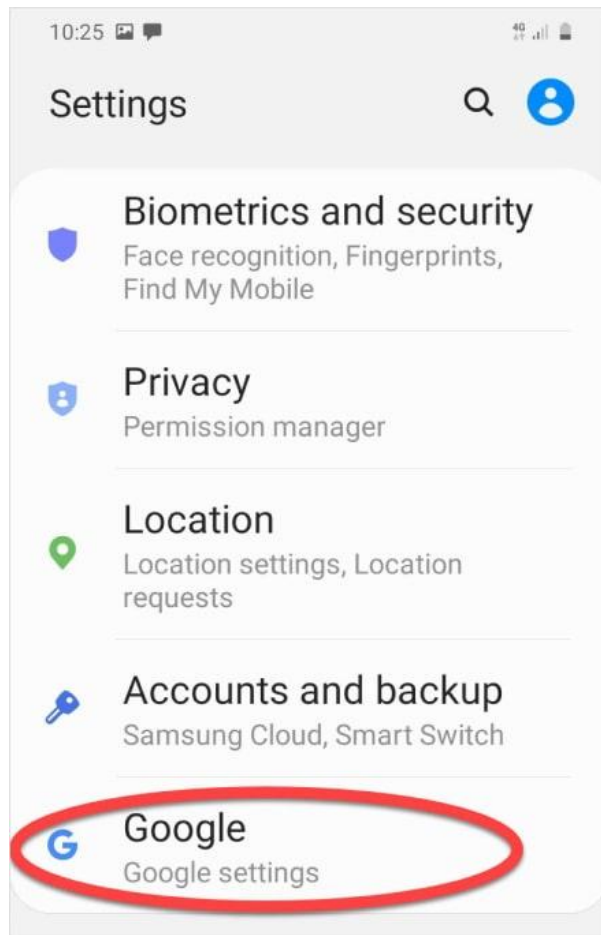 10:25
4G
Settings
Biometrics and security
Face recognition, Fingerprints,
Find My Mobile
Privacy
Permission manager
Location
Location settings, Location
requests
Accounts and backup
Samsung Cloud, Smart Switch
G
Google
Google settings